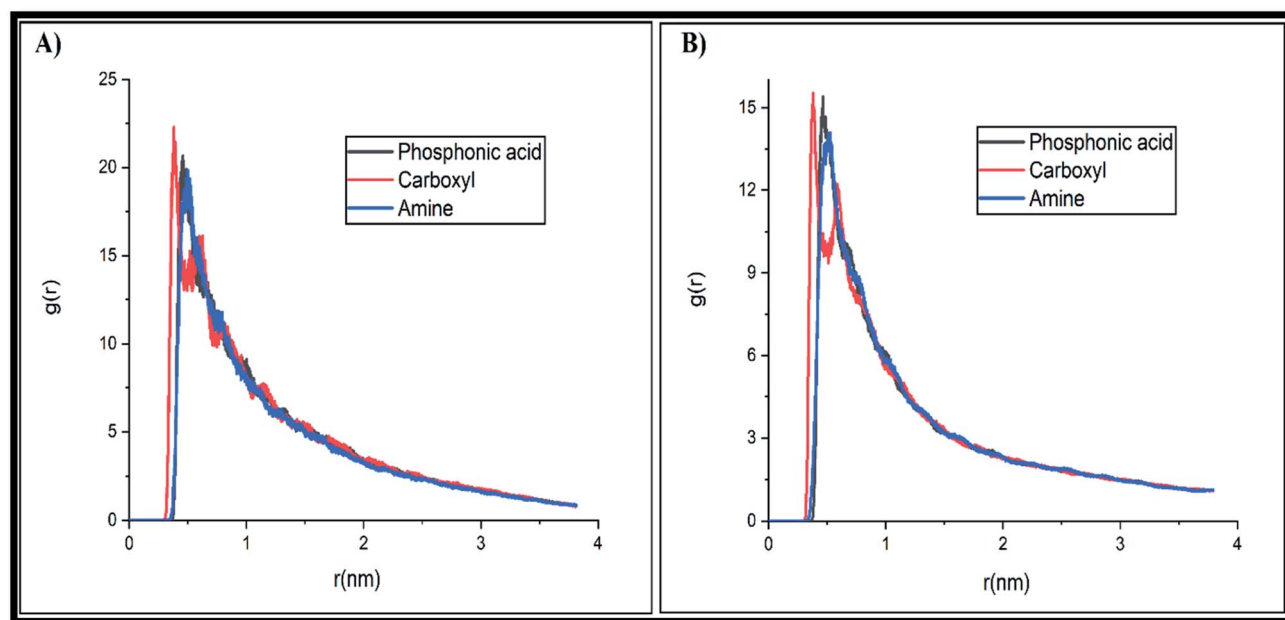 A)
25
20
15
10
5
0
g(r)
Phosphonic acid
Carboxyl
Amine
0 1 2 3 4
r(nm)
B)
15
12
9
6
3
0
g(r)
Phosphonic acid
Carboxyl
Amine
0 1 2 3 4
r(nm)